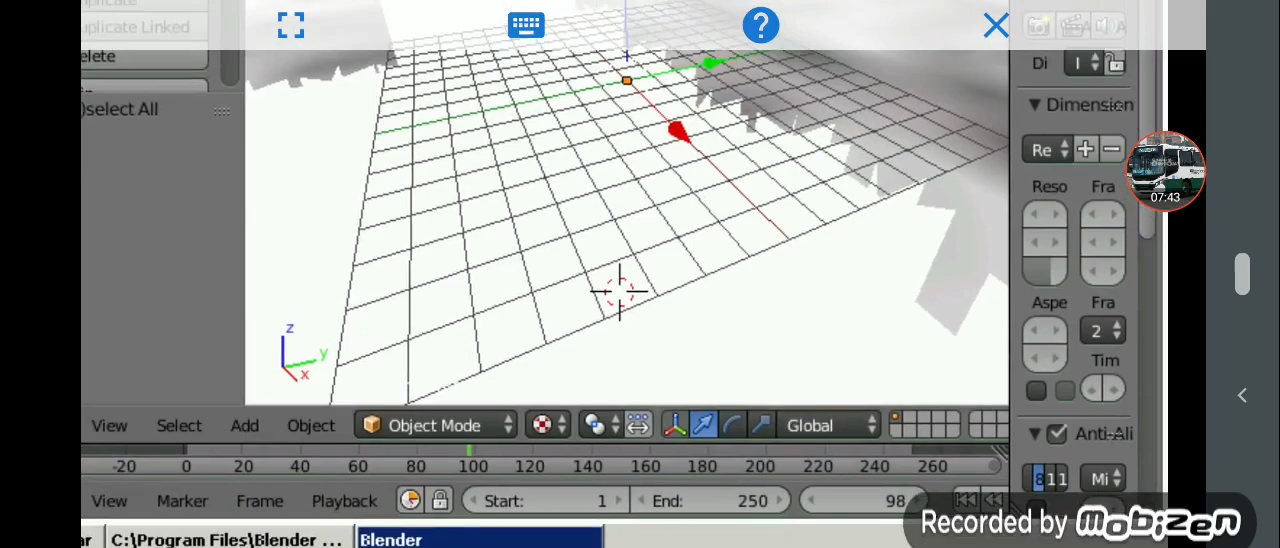 uplicate Linked
elete
)select All
z
y
x
Di
I
Dimension
Re
07:43
Reso
Fra
Aspe
Fra
2
Tim
Anti-Ali
8 11
Mi
View Select Add Object Object Mode Global
-20 0 20 40 60 80 100 120 140 160 180 200 220 240 260
View Marker Frame Playback Start: 1 End: 250 98
Recorded by mobizen
ar C:\Program Files\Blender ... Blender